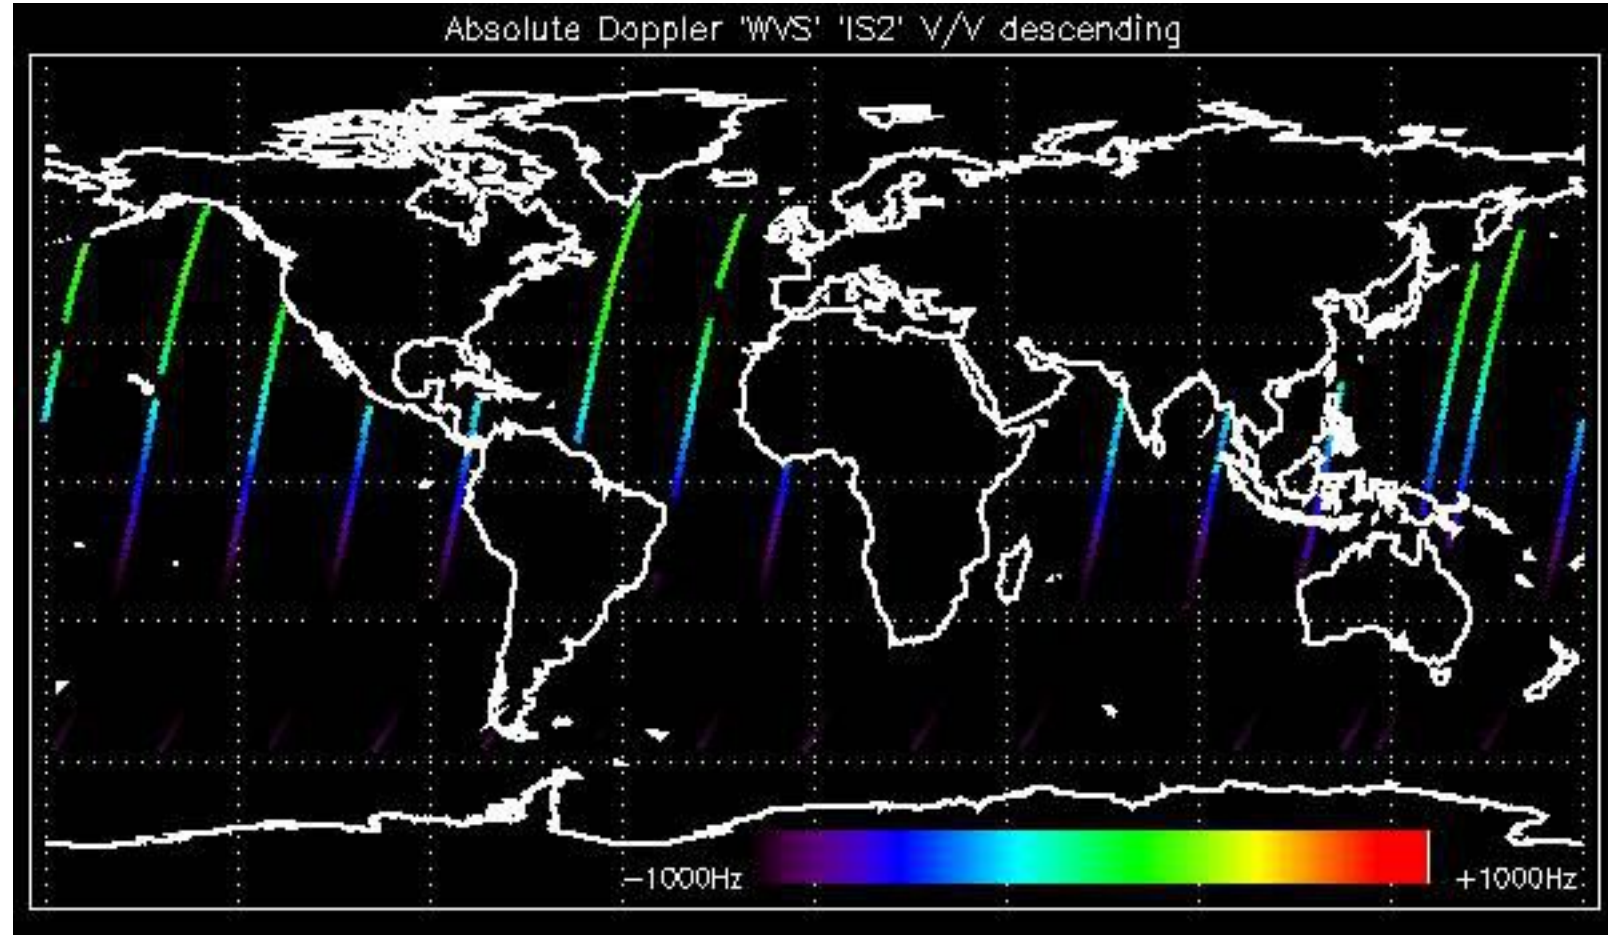 Absolute Doppler 'WVS' 'IS2' V/V descending
−1000Hz
+1000Hz